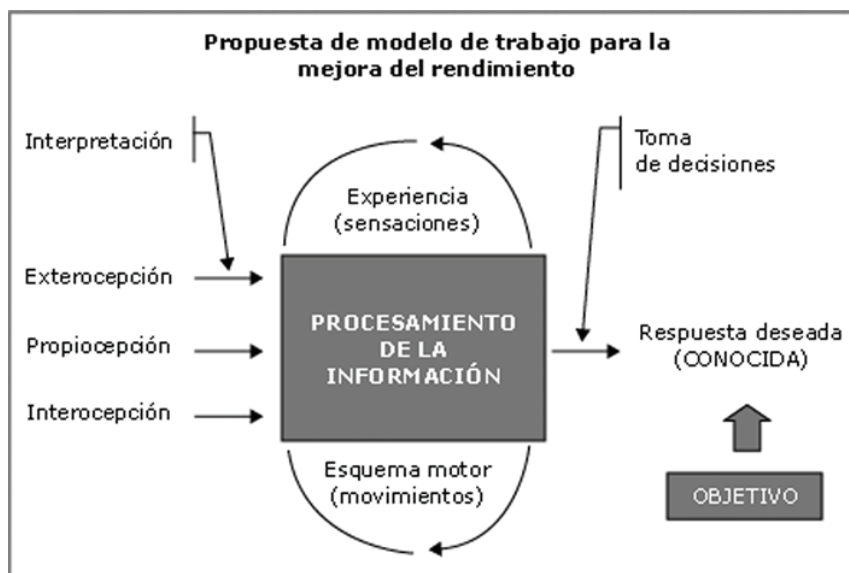 Propuesta de modelo de trabajo para la
mejora del rendimiento
Interpretación
Toma
de decisiones
Experiencia
(sensaciones)
Exterocepción
Propiocepción
Interocepción
PROCESAMIENTO
DE LA
INFORMACIÓN
Respuesta deseada
(CONOCIDA)
Esquema motor
(movimientos)
OBJETIVO